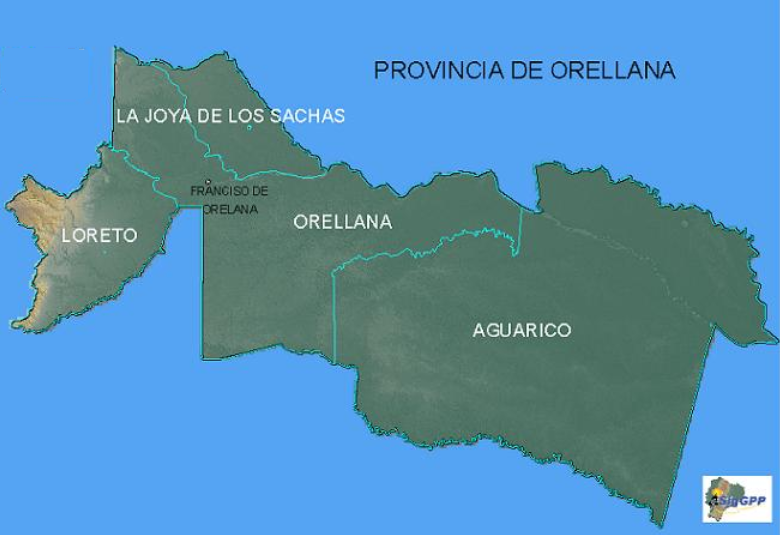 PROVINCIA DE ORELLANA
LA JOYA DE LOS SACHAS
FRANCISO DE
ORELANA
LORETO
ORELLANA
AGUARICO
SigGPP